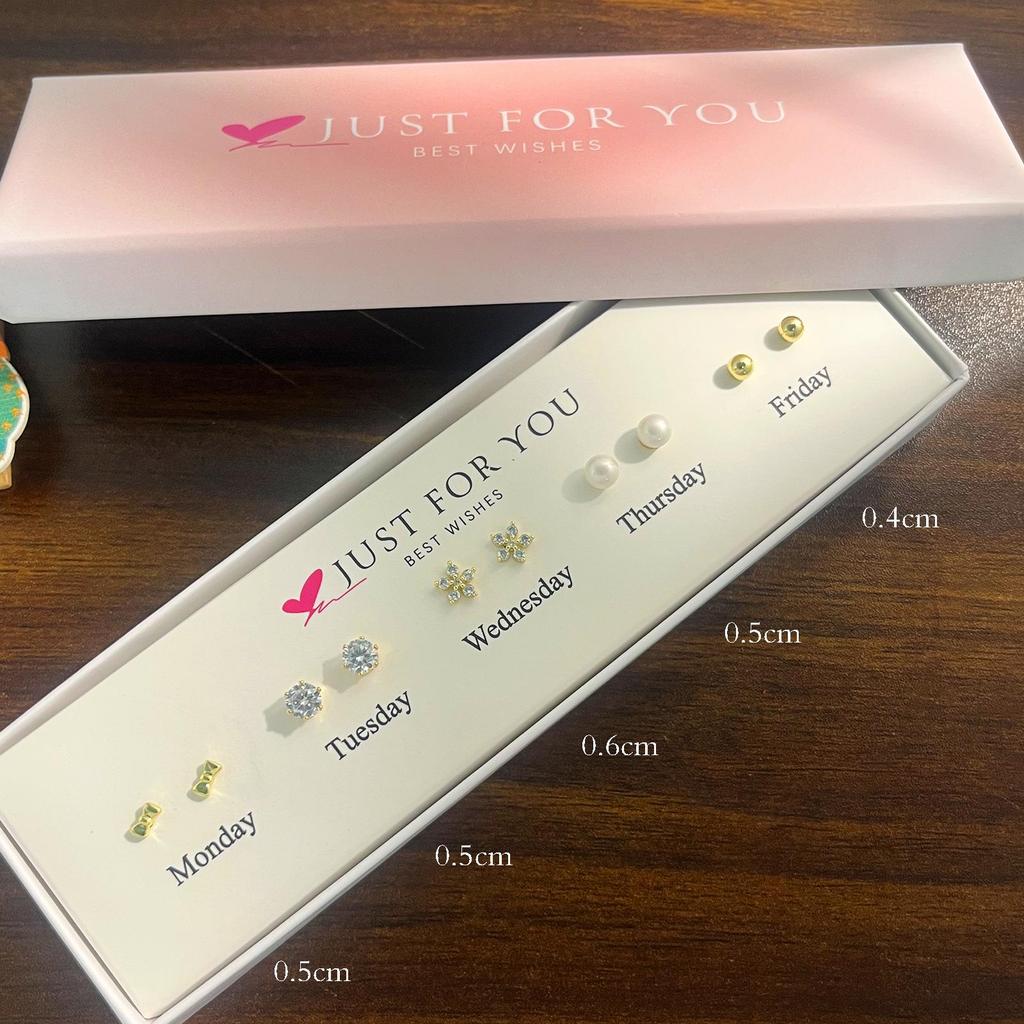 JUST FOR YOU
BEST WISHES
JUST FOR YOU
BEST WISHES
Monday
Tuesday
Wednesday
Thursday
Friday
0.4cm
0.5cm
0.6cm
0.5cm
0.5cm